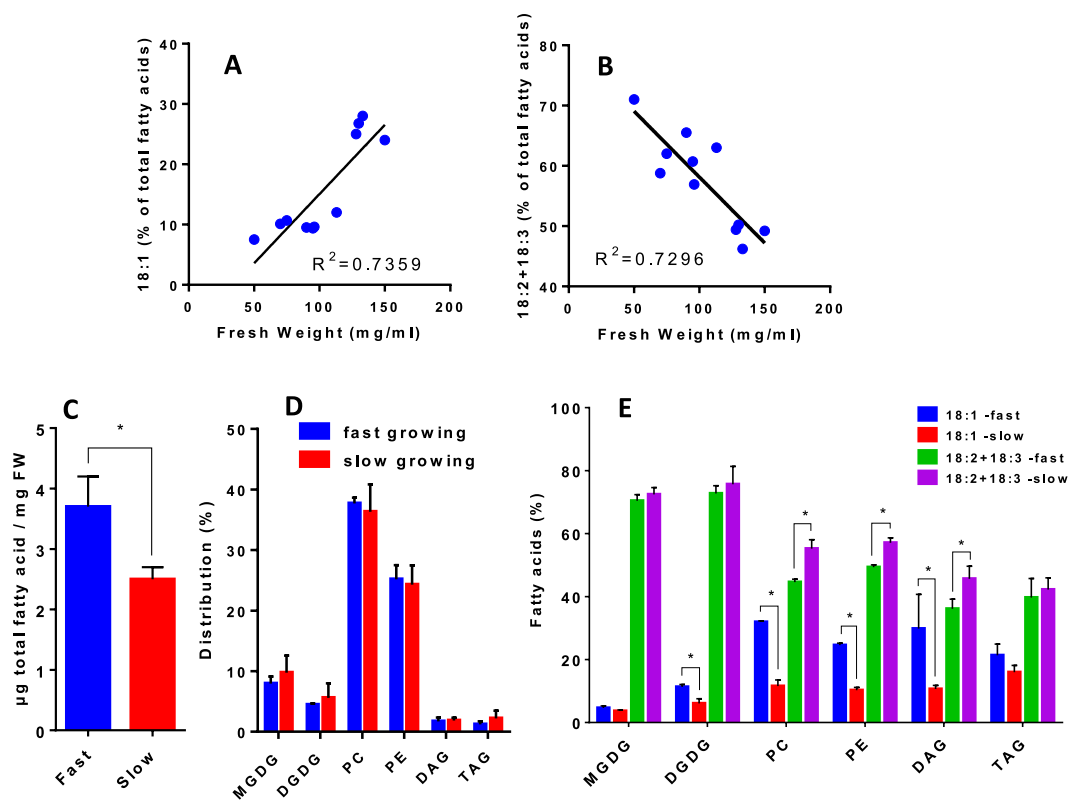 A
18:1 (% of total fatty acids)
40
30
20
10
0
R²=0.7359
0 50 100 150 200
Fresh Weight (mg/ml)
B
18:2+18:3 (% of total fatty acids)
80
70
60
50
40
R²=0.7296
0 50 100 150 200
Fresh Weight (mg/ml)
C
µg total fatty acid / mg FW
5
4
3
2
1
0
*
Fast Slow
D
Distribution (%)
50
40
30
20
10
0
fast growing
slow growing
MGDG DGDG PC PE DAG TAG
E
Fatty acids (%)
100
80
60
40
20
0
18:1 -fast
18:1 -slow
18:2+18:3 -fast
18:2+18:3 -slow
* * * * * * *
MGDG DGDG PC PE DAG TAG